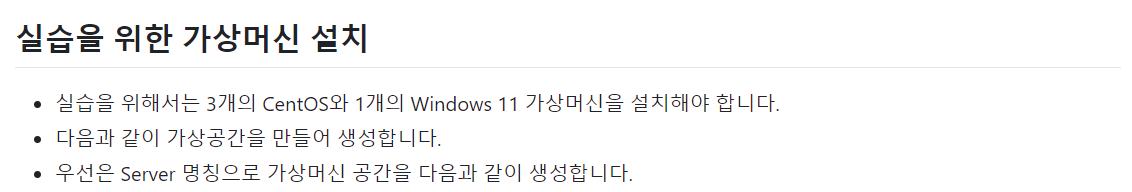 실습을 위한 가상머신 설치
실습을 위해서는 3개의 CentOS와 1개의 Windows 11 가상머신을 설치해야 합니다.
다음과 같이 가상공간을 만들어 생성합니다.
우선은 Server 명칭으로 가상머신 공간을 다음과 같이 생성합니다.